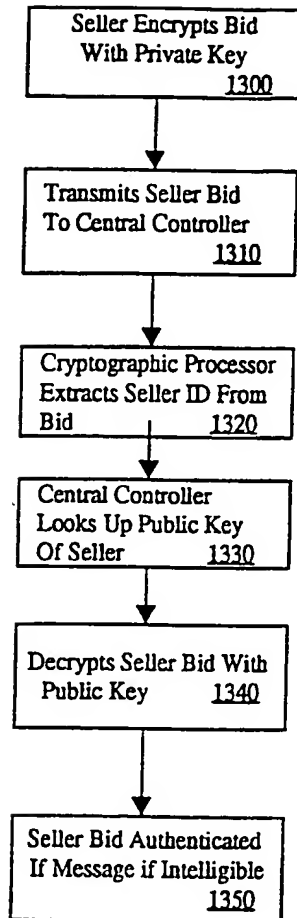 Seller Encrypts Bid
With Private Key
1300
Transmits Seller Bid
To Central Controller
1310
Cryptographic Processor
Extracts Seller ID From
Bid 1320
Central Controller
Looks Up Public Key
Of Seller 1330
Decrypts Seller Bid With
Public Key 1340
Seller Bid Authenticated
If Message if Intelligible
1350